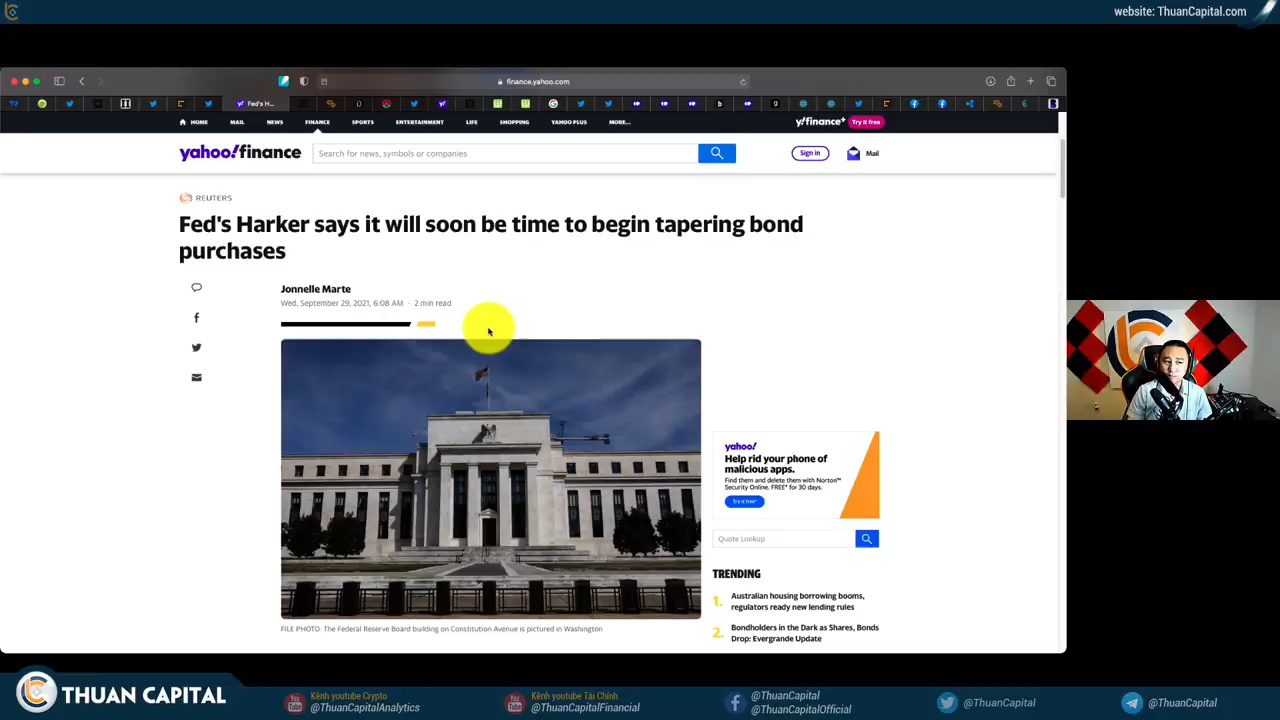 website: ThuanCapital.com
finance.yahoo.com
Fed's H...
HOME
MAIL
NEWS
FINANCE
SPORTS
ENTERTAINMENT
LIFE
SHOPPING
YAHOO PLUS
MORE...
y!finance+
Try it free
yahoo!finance
Search for news, symbols or companies
Sign in
Mail
REUTERS
Fed's Harker says it will soon be time to begin tapering bond
purchases
Jonnelle Marte
Wed, September 29, 2021, 6:08 AM · 2 min read
yahoo!
Help rid your phone of
malicious apps.
Find them and delete them with Norton™
Security Online. FREE* for 30 days.
Try it free*
Quote Lookup
TRENDING
1. Australian housing borrowing booms,
regulators ready new lending rules
2. Bondholders in the Dark as Shares, Bonds
Drop: Evergrande Update
FILE PHOTO: The Federal Reserve Board building on Constitution Avenue is pictured in Washington
THUAN CAPITAL
You Tube
Kênh youtube Crypto
@ThuanCapitalAnalytics
You Tube
Kênh youtube Tài Chính
@ThuanCapitalFinancial
@ThuanCapital
@ThuanCapitalOfficial
@ThuanCapital
@ThuanCapital